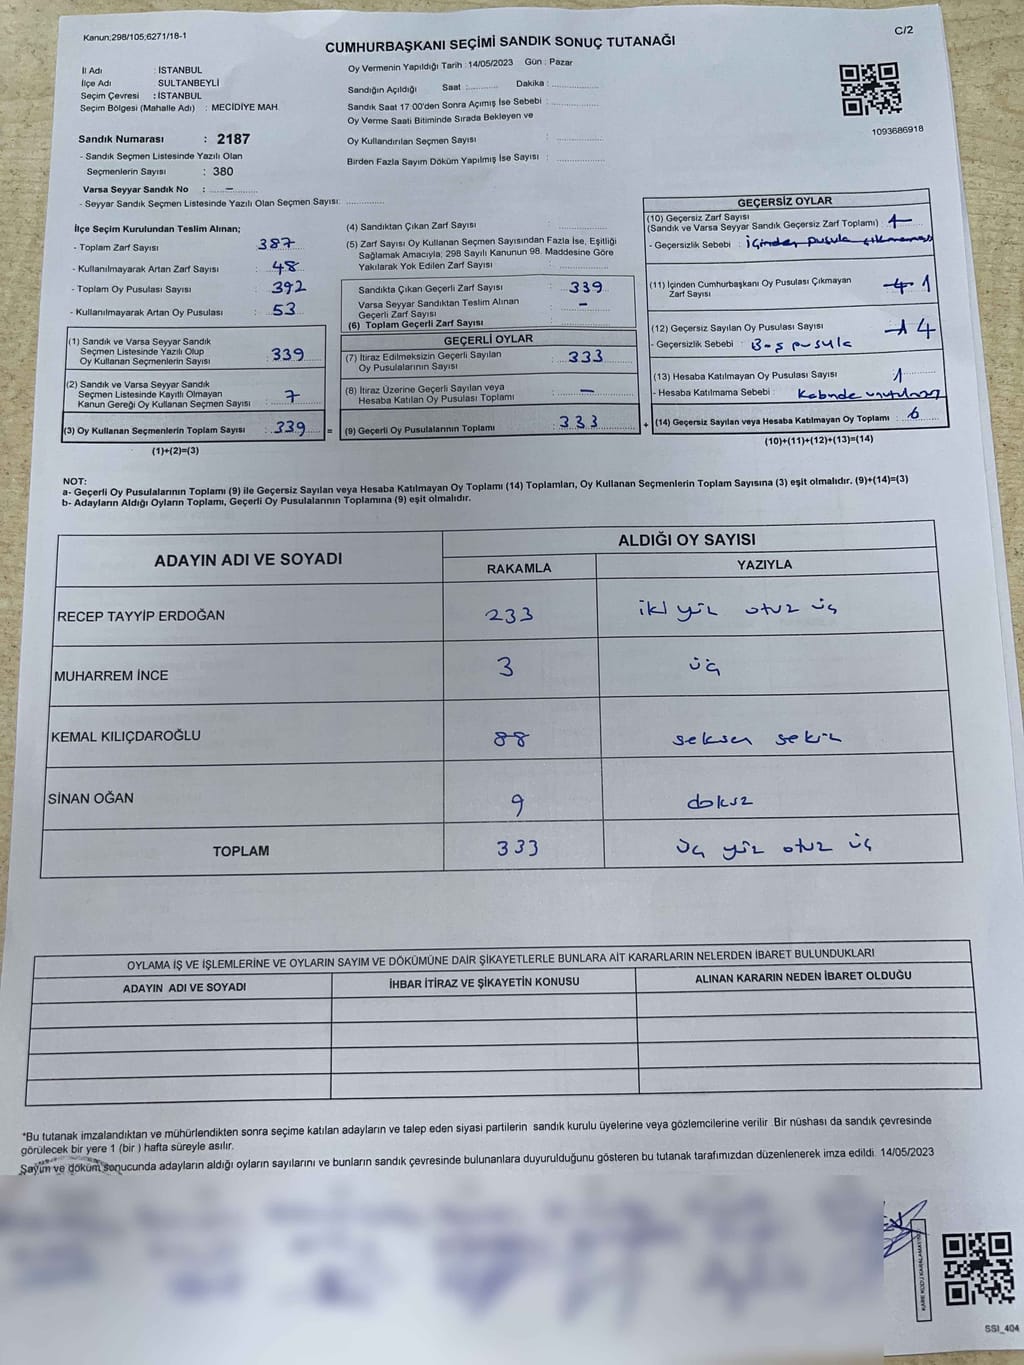 Kanun;298/105;6271/18-1
C/2
CUMHURBAŞKANI SEÇİMİ SANDIK SONUÇ TUTANAĞI
İl Adı : İSTANBUL
İlçe Adı SULTANBEYLİ
Seçim Çevresi : İSTANBUL
Seçim Bölgesi (Mahalle Adı) : MECİDİYE MAH.
Sandık Numarası : 2187
- Sandık Seçmen Listesinde Yazılı Olan
Seçmenlerin Sayısı : 380
Varsa Seyyar Sandık No : –
- Seyyar Sandık Seçmen Listesinde Yazılı Olan Seçmen Sayısı:
Oy Vermenin Yapıldığı Tarih : 14/05/2023 Gün : Pazar
Sandığın Açıldığı Saat : Dakika :
Sandık Saat 17 00'den Sonra Açımış İse Sebebi :
Oy Verme Saati Bitiminde Sırada Bekleyen ve
Oy Kullandırılan Seçmen Sayısı :
Birden Fazla Sayım Döküm Yapılmış İse Sayısı :
1093686918
İlçe Seçim Kurulundan Teslim Alınan;
- Toplam Zarf Sayısı : 387
- Kullanılmayarak Artan Zarf Sayısı : 48
- Toplam Oy Pusulası Sayısı : 392
- Kullanılmayarak Artan Oy Pusulası : 53
(1) Sandık ve Varsa Seyyar Sandık
Seçmen Listesinde Yazılı Olup
Oy Kullanan Seçmenlerin Sayısı : 339
(2) Sandık ve Varsa Seyyar Sandık
Seçmen Listesinde Kayıtlı Olmayan
Kanun Gereği Oy Kullanan Seçmen Sayısı : 7
(3) Oy Kullanan Seçmenlerin Toplam Sayısı : 339 =
(1)+(2)=(3)
(4) Sandıktan Çıkan Zarf Sayısı :
(5) Zarf Sayısı Oy Kullanan Seçmen Sayısından Fazla İse, Eşitliği
Sağlamak Amacıyla; 298 Sayılı Kanunun 98. Maddesine Göre
Yakılarak Yok Edilen Zarf Sayısı :
Sandıkta Çıkan Geçerli Zarf Sayısı : 339
Varsa Seyyar Sandıktan Teslim Alınan
Geçerli Zarf Sayısı : –
(6) Toplam Geçerli Zarf Sayısı
GEÇERLİ OYLAR
(7) İtiraz Edilmeksizin Geçerli Sayılan
Oy Pusulalarının Sayısı : 333
(8) İtiraz Üzerine Geçerli Sayılan veya
Hesaba Katılan Oy Pusulası Toplamı : –
(9) Geçerli Oy Pusulalarının Toplamı : 333 +
GEÇERSİZ OYLAR
(10) Geçersiz Zarf Sayısı
(Sandık ve Varsa Seyyar Sandık Geçersiz Zarf Toplamı)
- Geçersizlik Sebebi : içinden pusula çıkmaması
(11) İçinden Cumhurbaşkanı Oy Pusulası Çıkmayan
Zarf Sayısı 1
(12) Geçersiz Sayılan Oy Pusulası Sayısı 4
- Geçersizlik Sebebi : Boş pusula
(13) Hesaba Katılmayan Oy Pusulası Sayısı 1
- Hesaba Katılmama Sebebi : Kabinde unutulması
(14) Geçersiz Sayılan veya Hesaba Katılmayan Oy Toplamı : 6
(10)+(11)+(12)+(13)=(14)
NOT:
a- Geçerli Oy Pusulalarının Toplamı (9) ile Geçersiz Sayılan veya Hesaba Katılmayan Oy Toplamı (14) Toplamları, Oy Kullanan Seçmenlerin Toplam Sayısına (3) eşit olmalıdır. (9)+(14)=(3)
b- Adayların Aldığı Oyların Toplamı, Geçerli Oy Pusulalarının Toplamına (9) eşit olmalıdır.
ADAYIN ADI VE SOYADI
ALDIĞI OY SAYISI
RAKAMLA YAZIYLA
RECEP TAYYİP ERDOĞAN 233 iki yüz otuz üç
MUHARREM İNCE 3 üç
KEMAL KILIÇDAROĞLU 88 seksen sekiz
SİNAN OĞAN 9 dokuz
TOPLAM 333 üç yüz otuz üç
OYLAMA İŞ VE İŞLEMLERİNE VE OYLARIN SAYIM VE DÖKÜMÜNE DAİR ŞİKAYETLERLE BUNLARA AİT KARARLARIN NELERDEN İBARET BULUNDUKLARI
ADAYIN ADI VE SOYADI İHBAR İTİRAZ VE ŞİKAYETİN KONUSU ALINAN KARARIN NEDEN İBARET OLDUĞU
*Bu tutanak imzalandıktan ve mühürlendikten sonra seçime katılan adayların ve talep eden siyasi partilerin sandık kurulu üyelerine veya gözlemcilerine verilir. Bir nüshası da sandık çevresinde
görülecek bir yere 1 (bir ) hafta süreyle asılır.
Sayım ve döküm sonucunda adayların aldığı oyların sayılarını ve bunların sandık çevresinde bulunanlara duyurulduğunu gösteren bu tutanak tarafımızdan düzenlenerek imza edildi. 14/05/2023
SSI_404